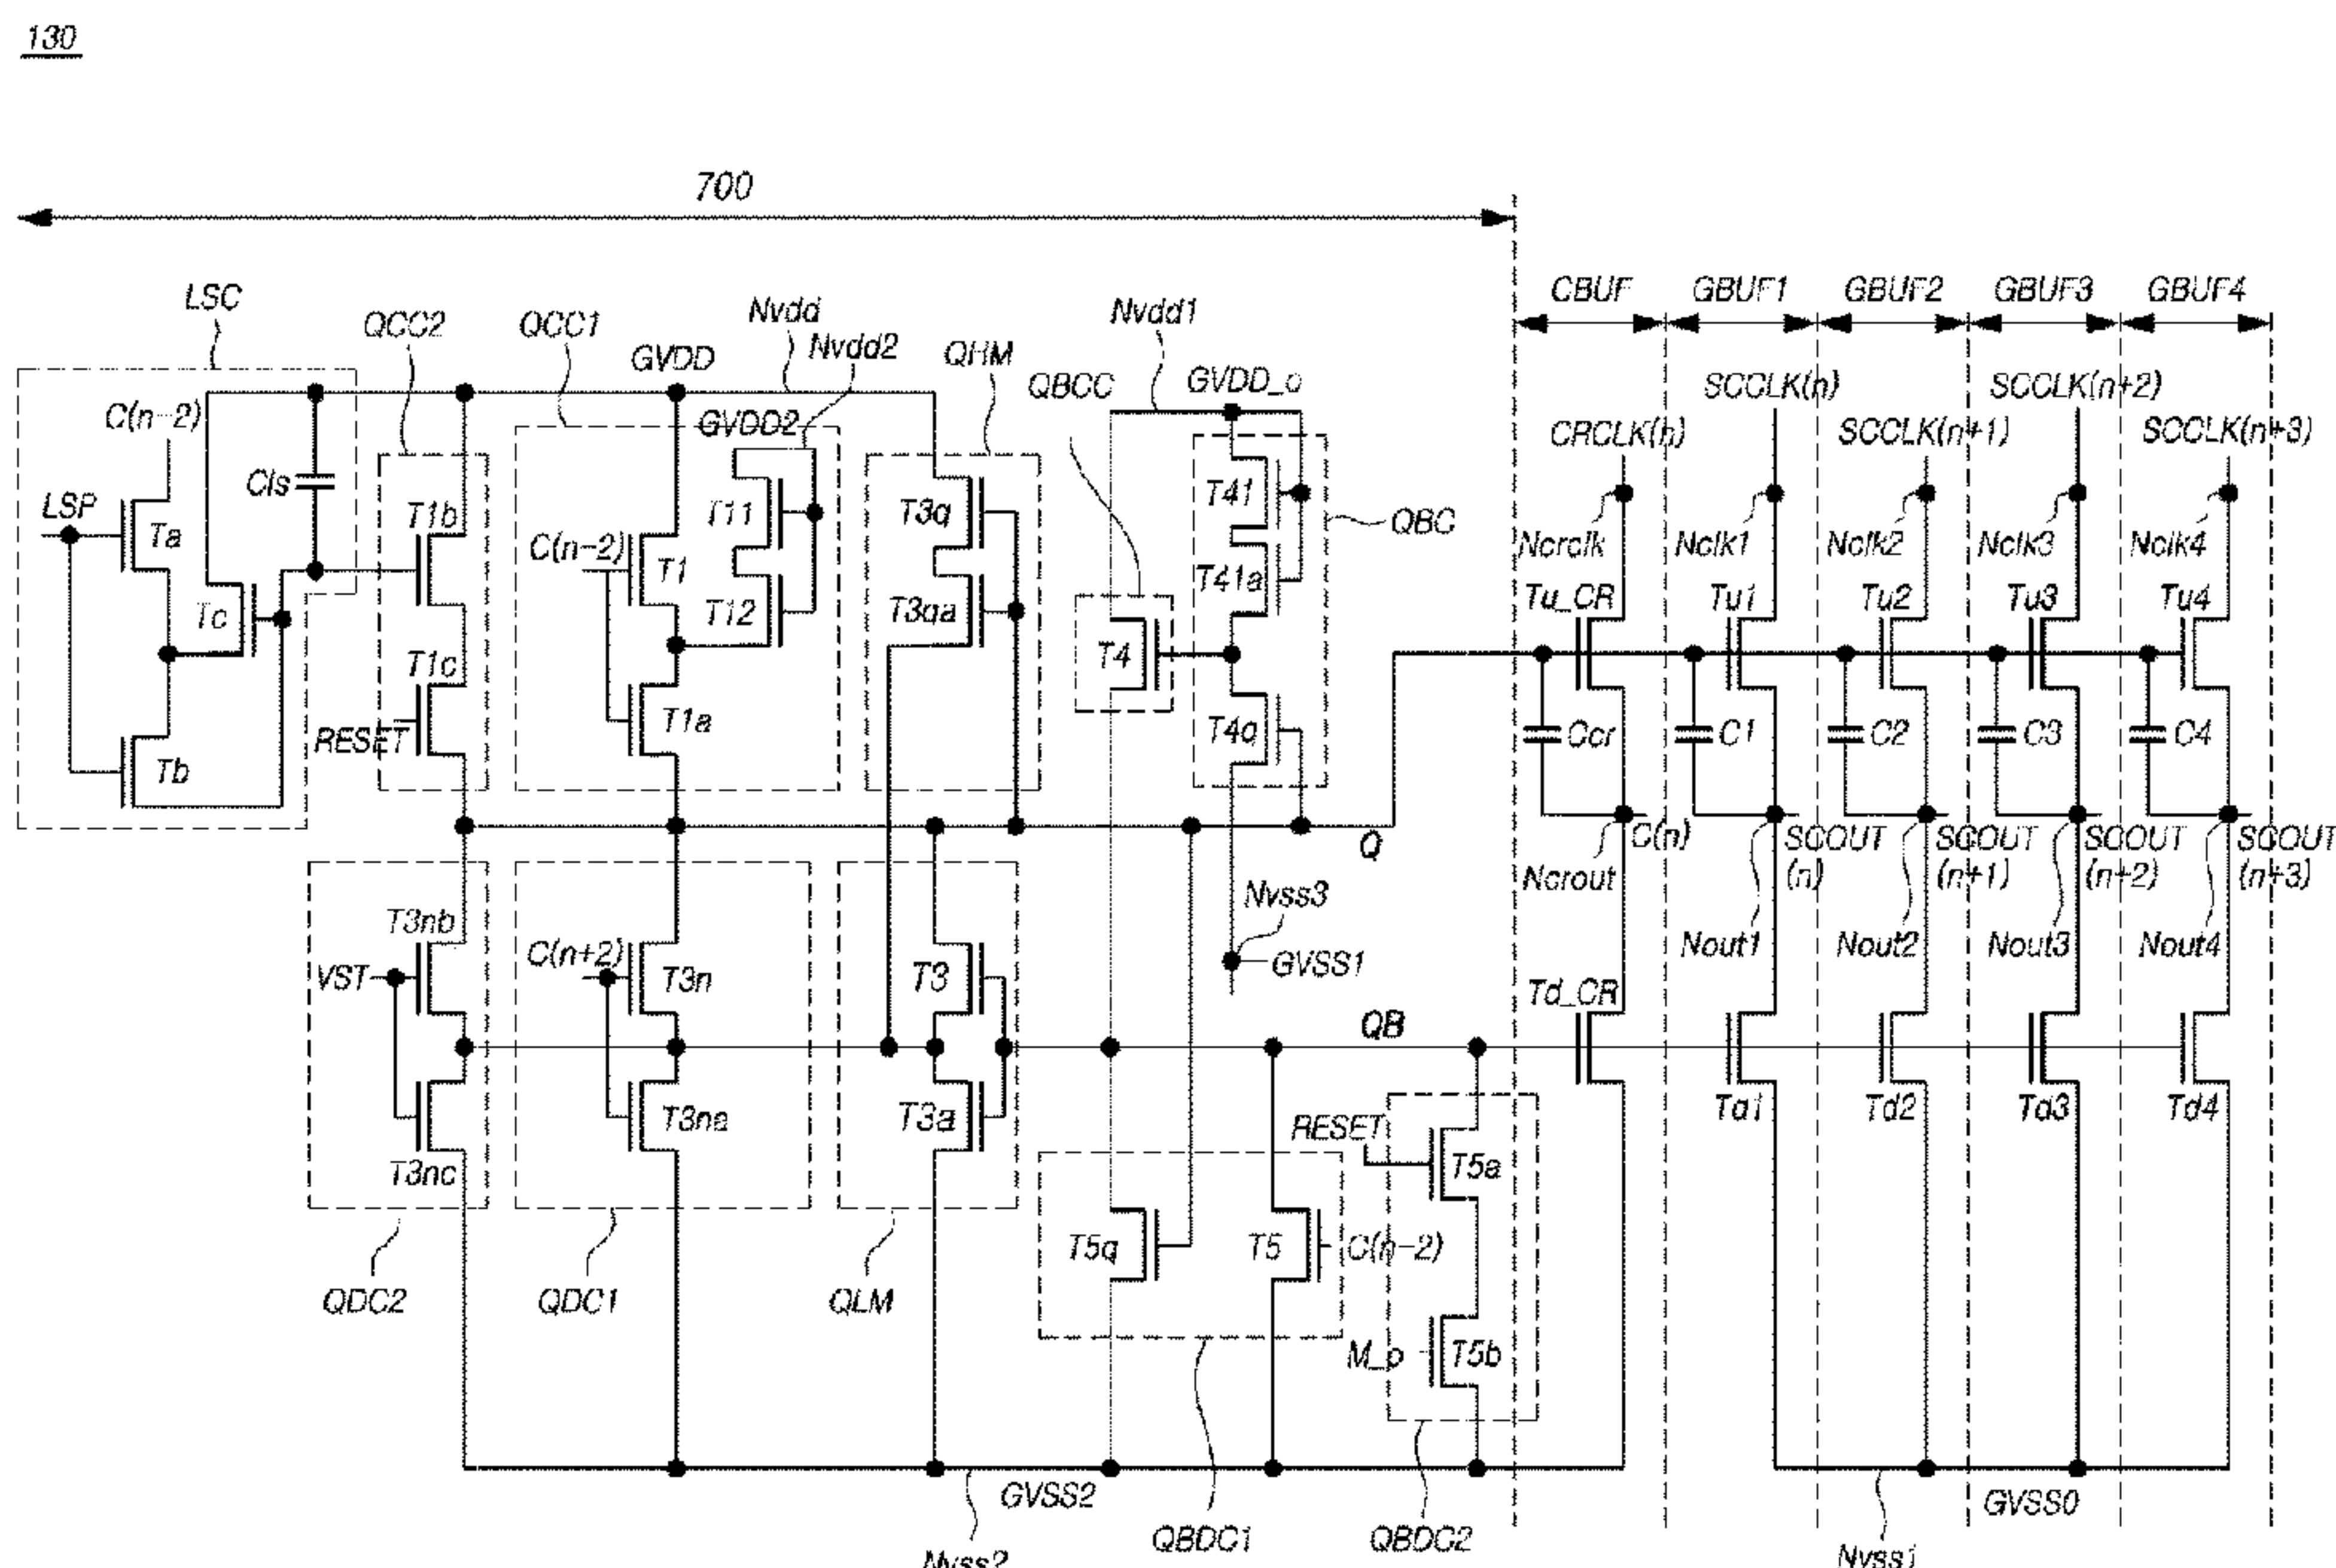 130
700
LSC
QCC2
QCC1
Nvdd
Nvdd2
QHM
Nvdd1
CBUF
GBUF1
GBUF2
GBUF3
GBUF4
GVDD
QBCC
GVDD_o
SCCLK(n)
SCCLK(n+2)
C(n-2)
GVDD2
CRCLK(n)
SCCLK(n+1)
SCCLK(n+3)
Cls
LSP
Ta
T1b
T11
T3q
T41
QBC
C(n-2)
T1
Ncrclk
Nclk1
Nclk2
Nclk3
Nclk4
Tc
T12
T3qa
T41a
Tu_CR
Tu1
Tu2
Tu3
Tu4
T1c
T4
RESET
T1a
T4q
Ccr
C1
C2
C3
C4
Tb
Q
C(n)
SCOUT
(n)
SCOUT
(n+1)
SCOUT
(n+2)
SCOUT
(n+3)
Ncrout
Nvss3
T3nb
Nout1
Nout2
Nout3
Nout4
VST
C(n+2)
T3n
T3
GVSS1
Td_CR
QB
T3nc
T3na
T3a
RESET
T5a
Td1
Td2
Td3
Td4
T5q
T5
C(n-2)
QDC2
QDC1
QLM
M_o
T5b
GVSS2
GVSS0
QBDC1
QBDC2
Nvss2
Nvss1